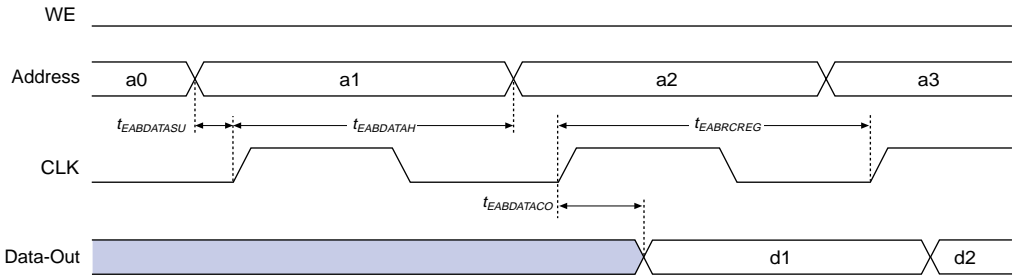 WE
Address a0 a1 a2 a3
tEABDATASU tEABDATAH tEABRCREG
CLK
tEABDATACO
Data-Out d1 d2